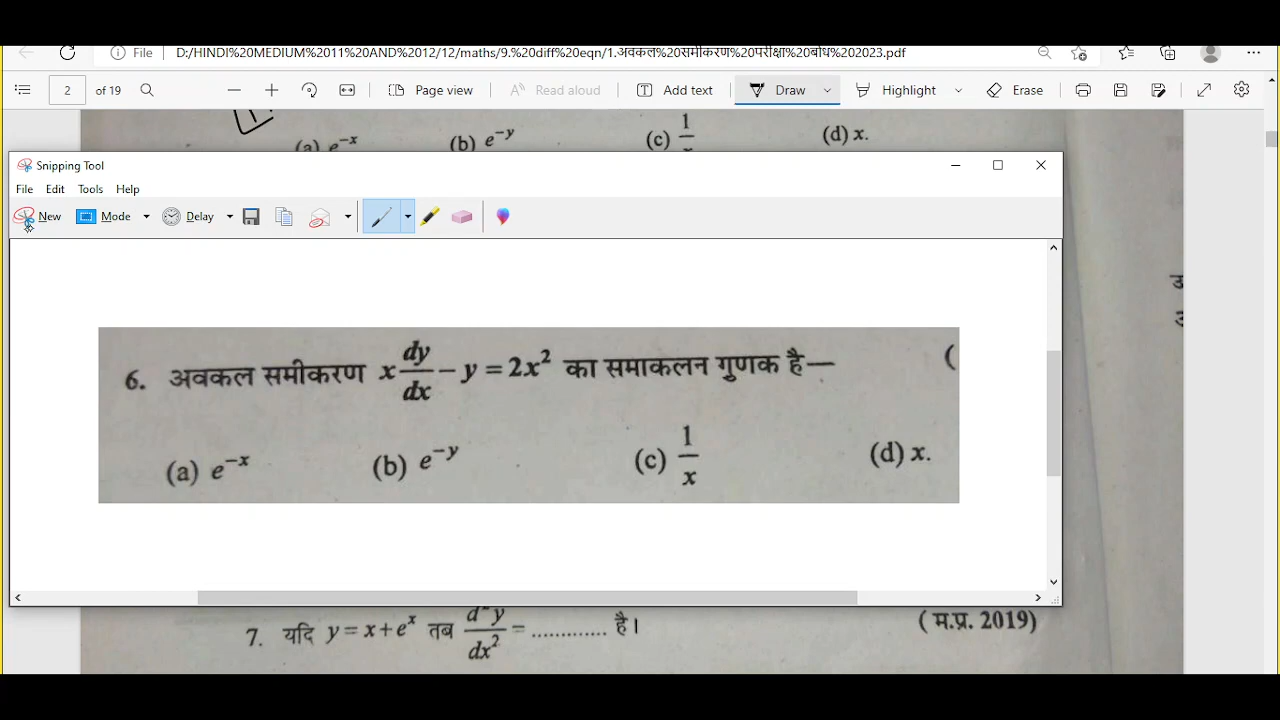 File D:/HINDI%20MEDIUM%2011%20AND%2012/12/maths/9.%20diff%20eqn/1.अवकल%20समीकरण%20परीक्षा%20बोध%202023.pdf
2 of 19 Page view Read aloud Add text Draw Highlight Erase
(a) e^-x (b) e^-y (c) 1/x (d) x.
Snipping Tool
File Edit Tools Help
New Mode Delay
6. अवकल समीकरण x dy/dx - y = 2x² का समाकलन गुणक है— (
(a) e^-x (b) e^-y (c) 1/x (d) x.
7. यदि y = x + e^x तब d²y/dx² = ............. है। ( म.प्र. 2019)